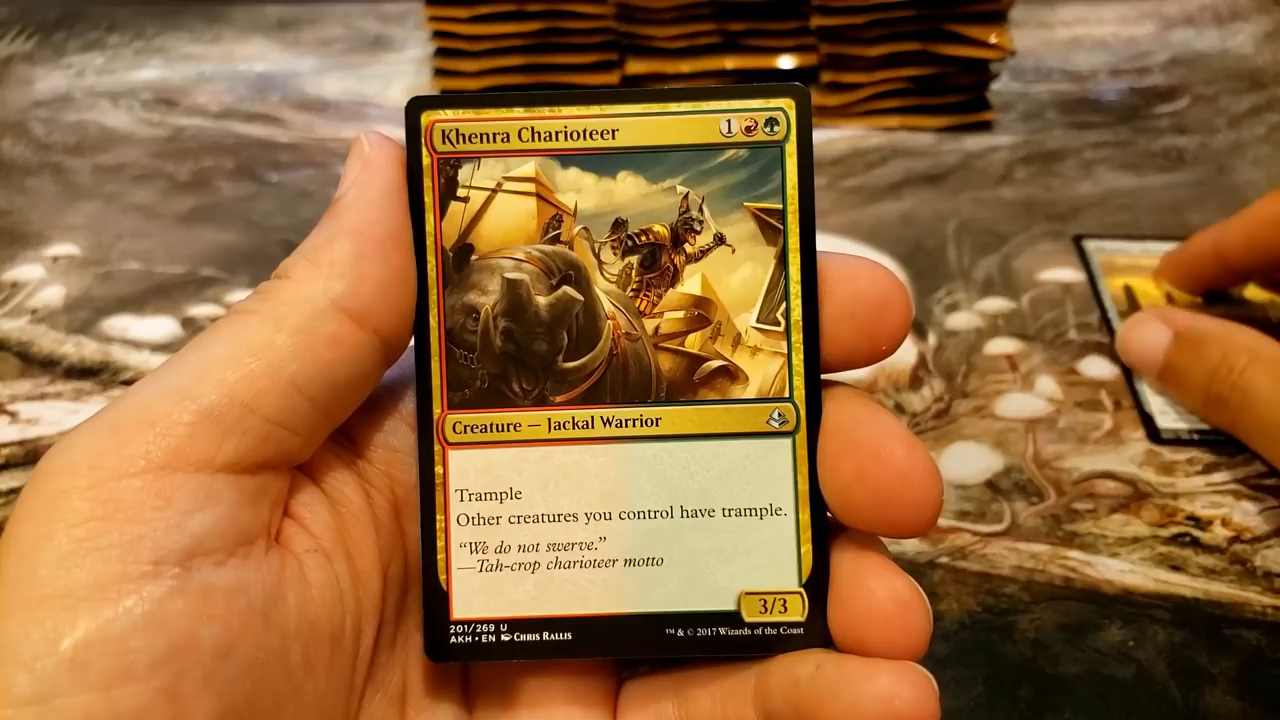 Khenra Charioteer 1
Creature — Jackal Warrior
Trample
Other creatures you control have trample.
“We do not swerve.”
—Tah-crop charioteer motto
3/3
201/269 U
AKH • EN Chris Rallis
™ & © 2017 Wizards of the Coast